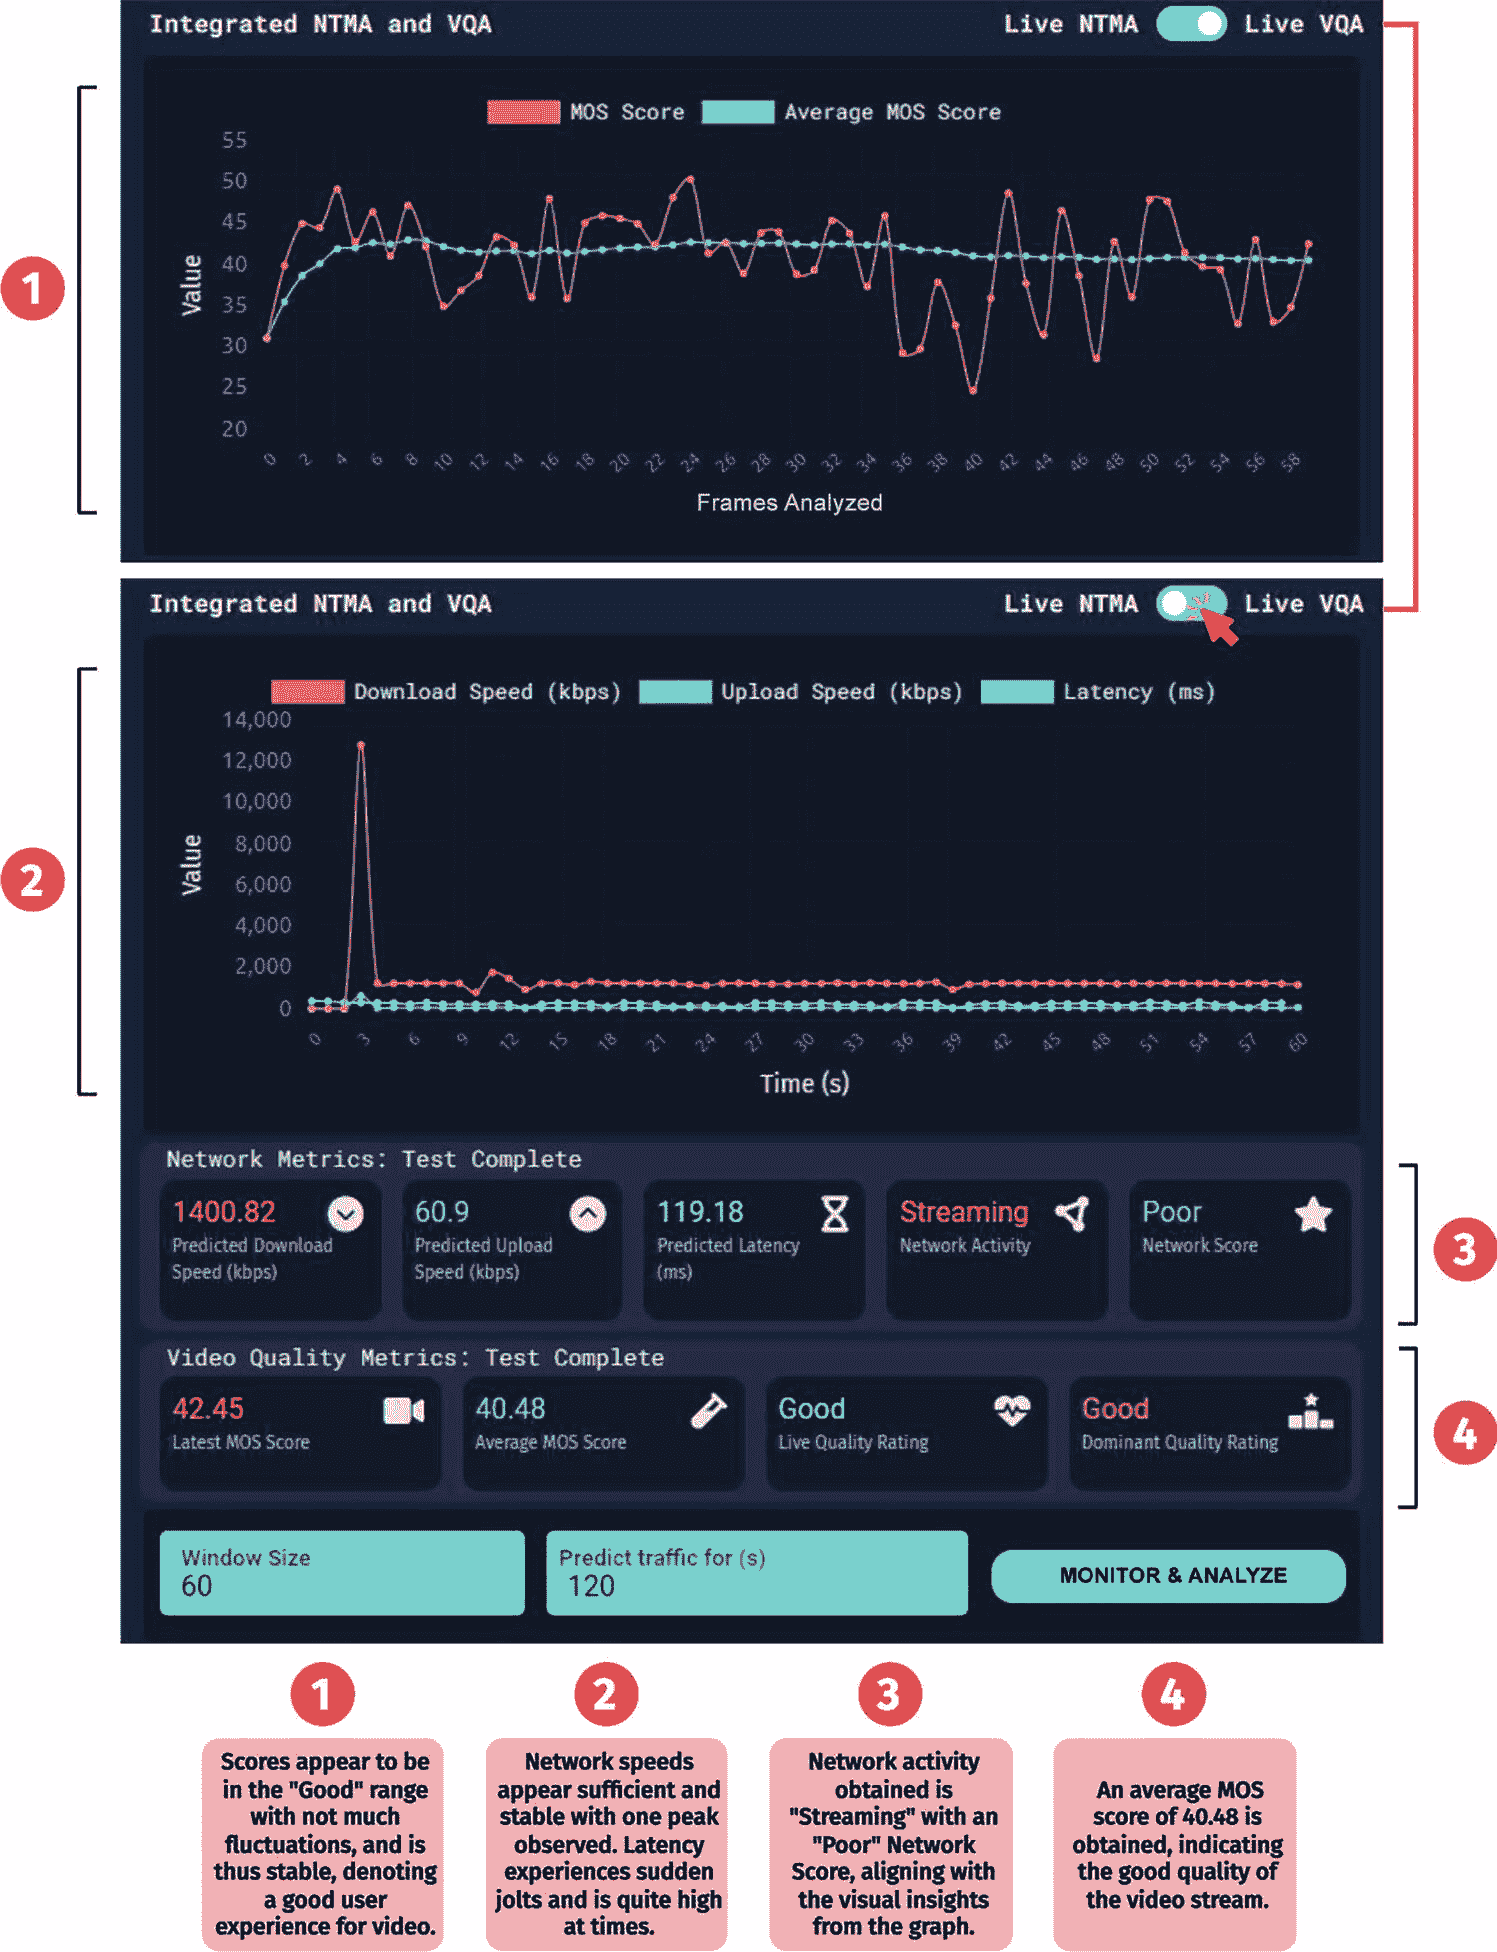 Integrated NTMA and VQA
Live NTMA
Live VQA
MOS Score
Average MOS Score
55
50
45
40
35
30
25
20
Value
0 2 4 6 8 10 12 14 16 18 20 22 24 26 28 30 32 34 36 38 40 42 44 46 48 50 52 54 56 58
Frames Analyzed
1
Integrated NTMA and VQA
Live NTMA
Live VQA
Download Speed (kbps)
Upload Speed (kbps)
Latency (ms)
14,000
12,000
10,000
8,000
6,000
4,000
2,000
0
Value
0 3 6 9 12 15 18 21 24 27 30 33 36 39 42 45 48 51 54 57 60
Time (s)
2
Network Metrics: Test Complete
1400.82
Predicted Download
Speed (kbps)
60.9
Predicted Upload
Speed (kbps)
119.18
Predicted Latency
(ms)
Streaming
Network Activity
Poor
Network Score
3
Video Quality Metrics: Test Complete
42.45
Latest MOS Score
40.48
Average MOS Score
Good
Live Quality Rating
Good
Dominant Quality Rating
4
Window Size
60
Predict traffic for (s)
120
MONITOR & ANALYZE
1
Scores appear to be
in the "Good" range
with not much
fluctuations, and is
thus stable, denoting
a good user
experience for video.
2
Network speeds
appear sufficient and
stable with one peak
observed. Latency
experiences sudden
jolts and is quite high
at times.
3
Network activity
obtained is
"Streaming" with an
"Poor" Network
Score, aligning with
the visual insights
from the graph.
4
An average MOS
score of 40.48 is
obtained, indicating
the good quality of
the video stream.